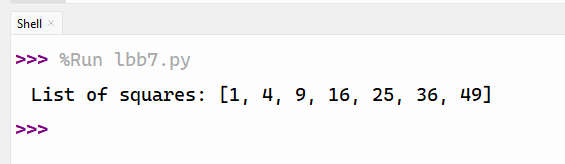 Shell ×
>>> %Run lbb7.py
List of squares: [1, 4, 9, 16, 25, 36, 49]
>>>